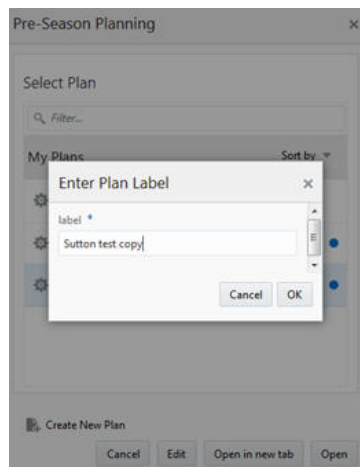 Pre-Season Planning
Select Plan
Filter...
My Plans Sort by
Enter Plan Label
label *
Sutton test copy
Cancel OK
Create New Plan
Cancel Edit Open in new tab Open